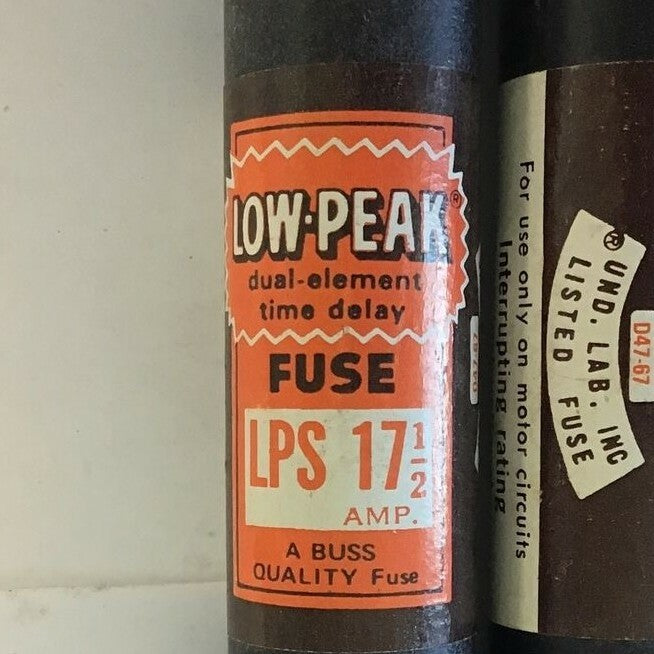 LOW-PEAK®
dual-element
time delay
FUSE
LPS 17 1/2
AMP.
A BUSS
QUALITY Fuse
For use only on motor circuits
Interrupting rating
® UND. LAB. INC
LISTED FUSE
D47-67